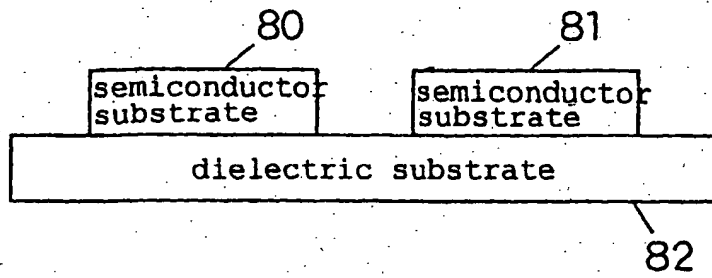 80
81
semiconductor
substrate
semiconductor
substrate
dielectric substrate
82